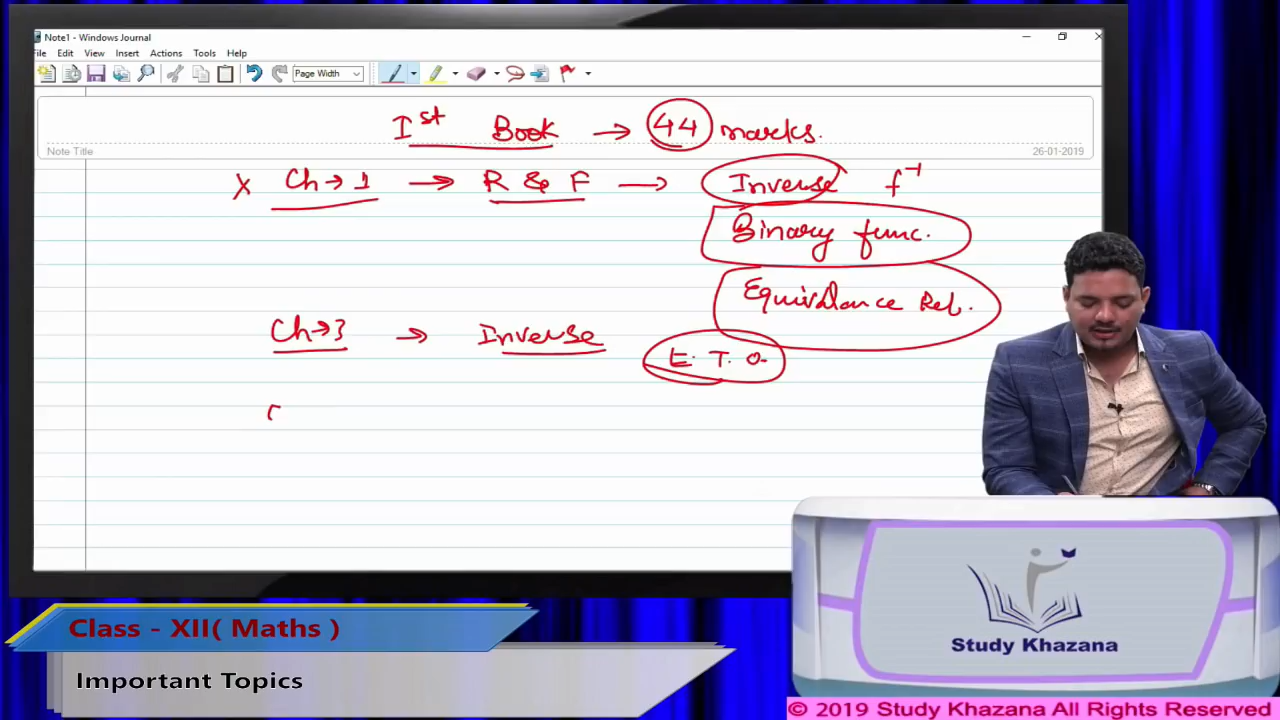 Note1 - Windows Journal
File Edit View Insert Actions Tools Help
Page Width
Ist Book → 44 marks.
Note Title 26-01-2019
X Ch → 1 → R & F → Inverse f⁻¹
Binary func.
Equivalance Rel.
Ch → 3 → Inverse E. T. O.
Study Khazana
Class - XII( Maths )
Important Topics
© 2019 Study Khazana All Rights Reserved